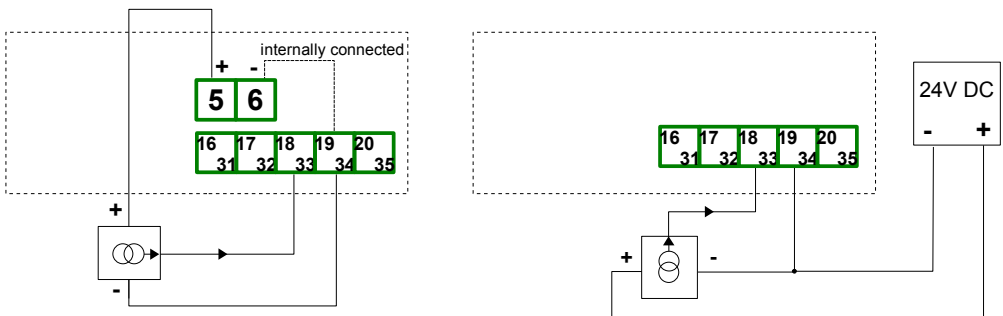 internally connected
+ -
5 6
16 17 18 19 20
31 32 33 34 35
+
-
24V DC
- +
16 17 18 19 20
31 32 33 34 35
+ -